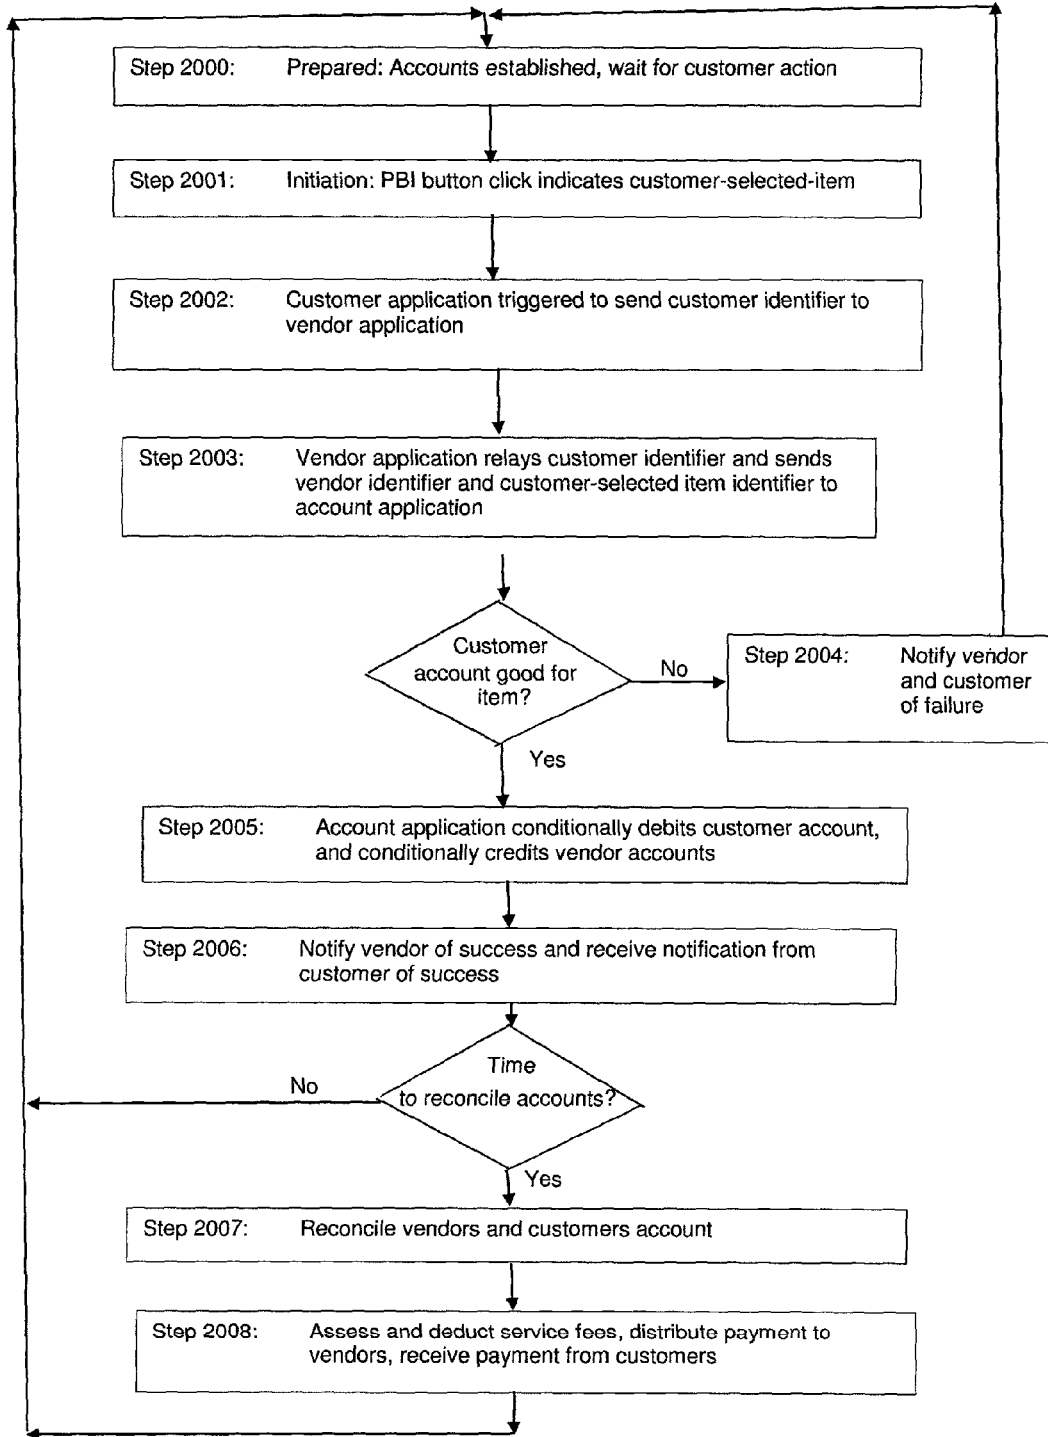 Step 2000: Prepared: Accounts established, wait for customer action
Step 2001: Initiation: PBI button click indicates customer-selected-item
Step 2002: Customer application triggered to send customer identifier to
vendor application
Step 2003: Vendor application relays customer identifier and sends
vendor identifier and customer-selected item identifier to
account application
Customer
account good for
item?
No
Step 2004: Notify vendor
and customer
of failure
Yes
Step 2005: Account application conditionally debits customer account,
and conditionally credits vendor accounts
Step 2006: Notify vendor of success and receive notification from
customer of success
Time
to reconcile accounts?
No
Yes
Step 2007: Reconcile vendors and customers account
Step 2008: Assess and deduct service fees, distribute payment to
vendors, receive payment from customers